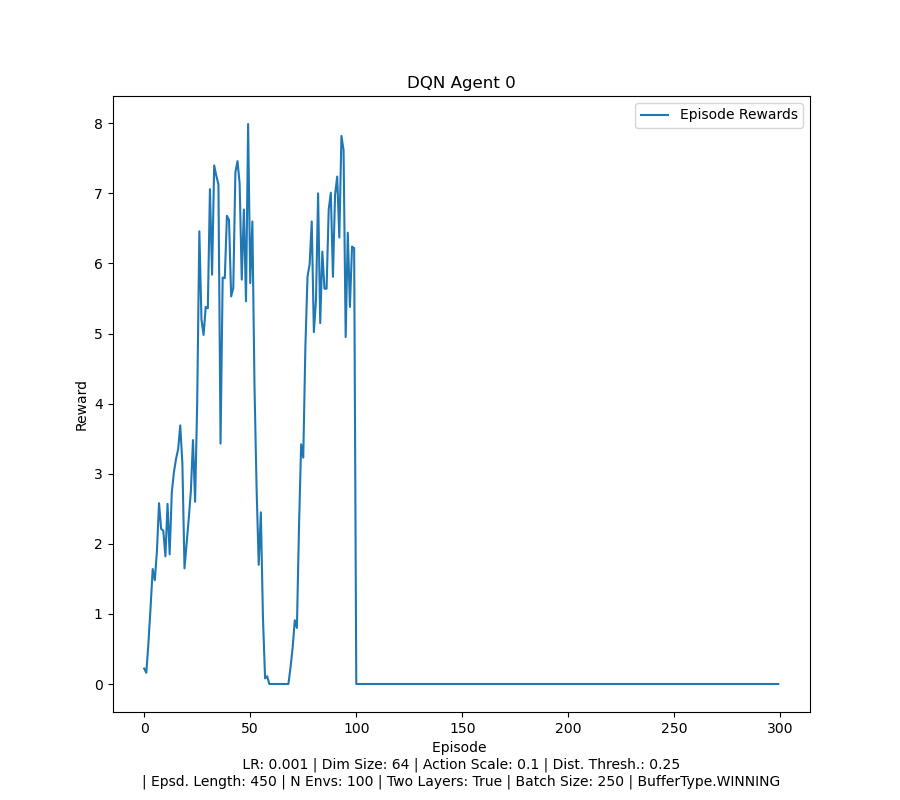 DQN Agent 0
Episode Rewards
8
7
6
5
4
3
2
1
0
Reward
0 50 100 150 200 250 300
Episode
LR: 0.001 | Dim Size: 64 | Action Scale: 0.1 | Dist. Thresh.: 0.25
| Epsd. Length: 450 | N Envs: 100 | Two Layers: True | Batch Size: 250 | BufferType.WINNING